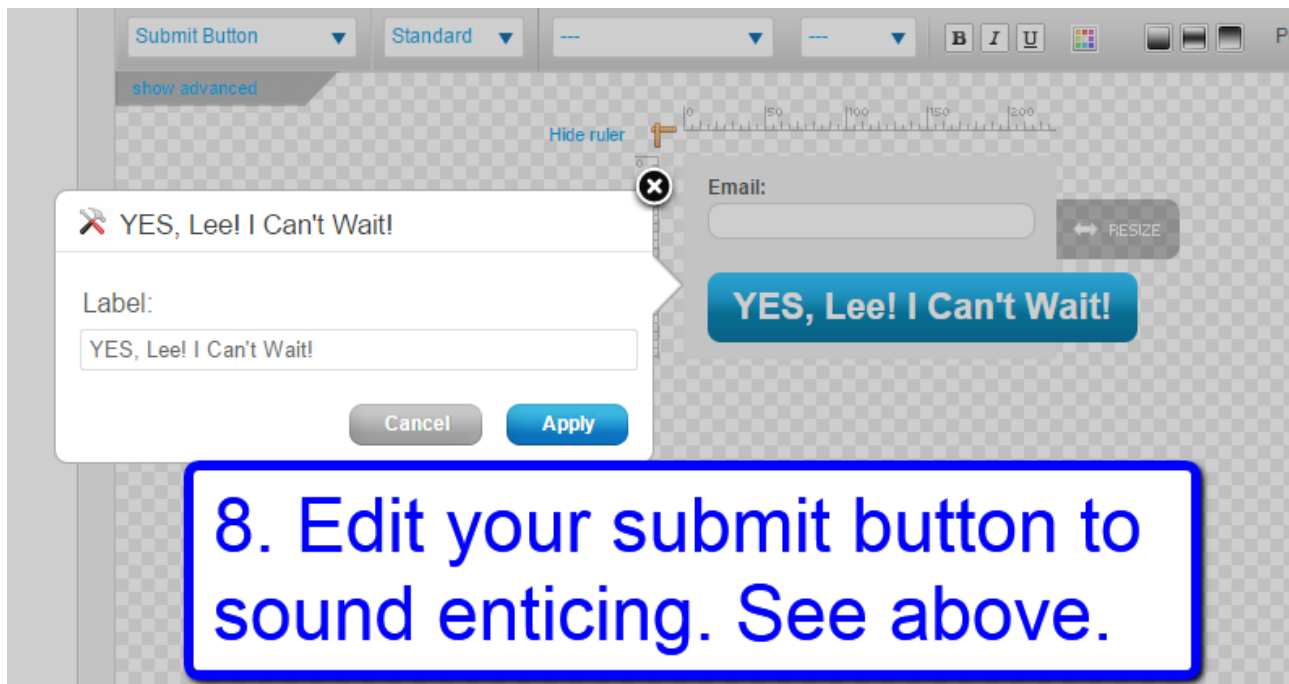 Submit Button Standard --- --- B I U P
show advanced
0 50 100 150 200
Hide ruler
0
Email:
YES, Lee! I Can't Wait!
RESIZE
Label:
YES, Lee! I Can't Wait!
YES, Lee! I Can't Wait!
Cancel Apply
8. Edit your submit button to
sound enticing. See above.